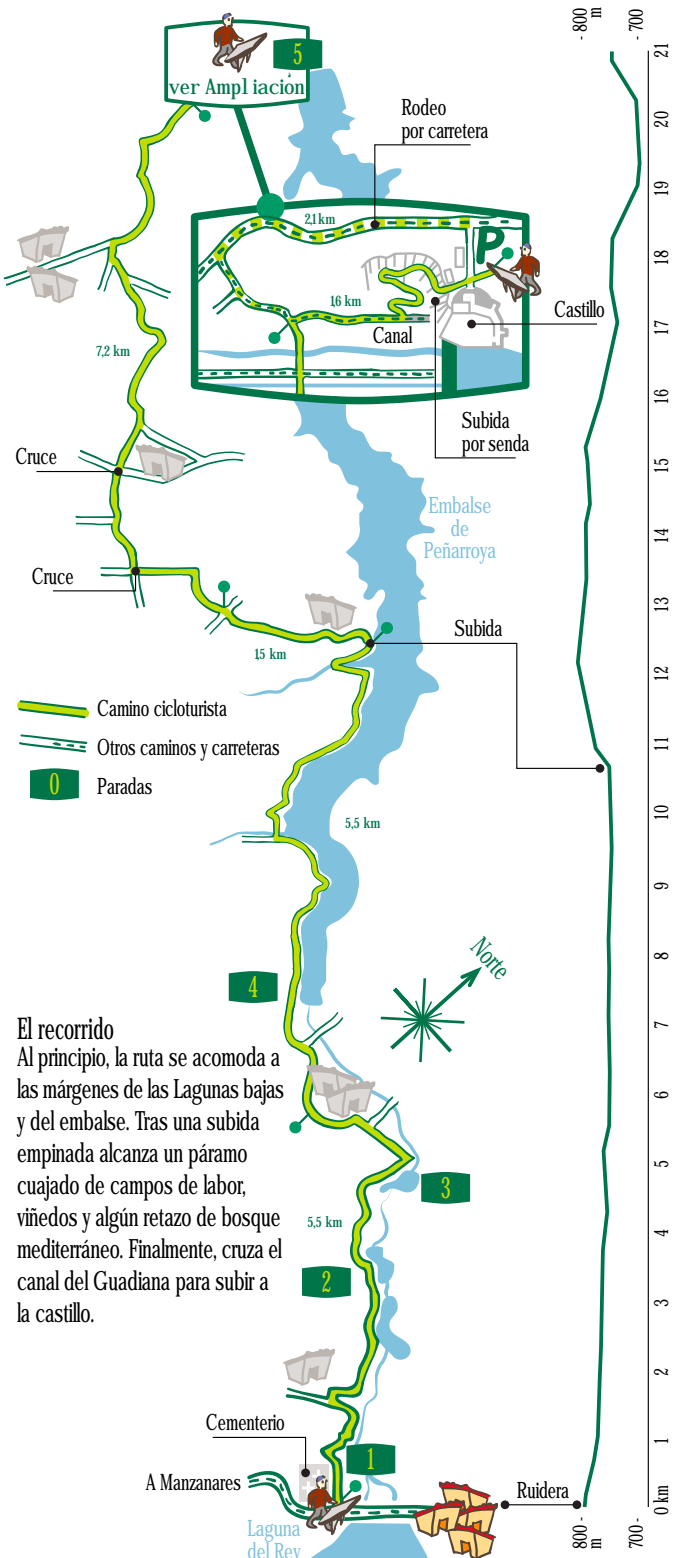 800
m
700
5
ver Ampliación
Rodeo
por carretera
2,1 km
P
16 km
Canal
Castillo
7,2 km
Subida
por senda
Cruce
Embalse
de
Peñarroya
Cruce
15 km
Subida
Camino cicloturista
Otros caminos y carreteras
0
Paradas
5,5 km
Norte
4
El recorrido
Al principio, la ruta se acomoda a
las márgenes de las Lagunas bajas
y del embalse. Tras una subida
empinada alcanza un páramo
cuajado de campos de labor,
viñedos y algún retazo de bosque
mediterráneo. Finalmente, cruza el
canal del Guadiana para subir a
la castillo.
3
5,5 km
2
Cementerio
1
A Manzanares
Ruidera
Laguna
del Rey
21
20
19
18
17
16
15
14
13
12
11
10
9
8
7
6
5
4
3
2
1
0 km
800
m
700